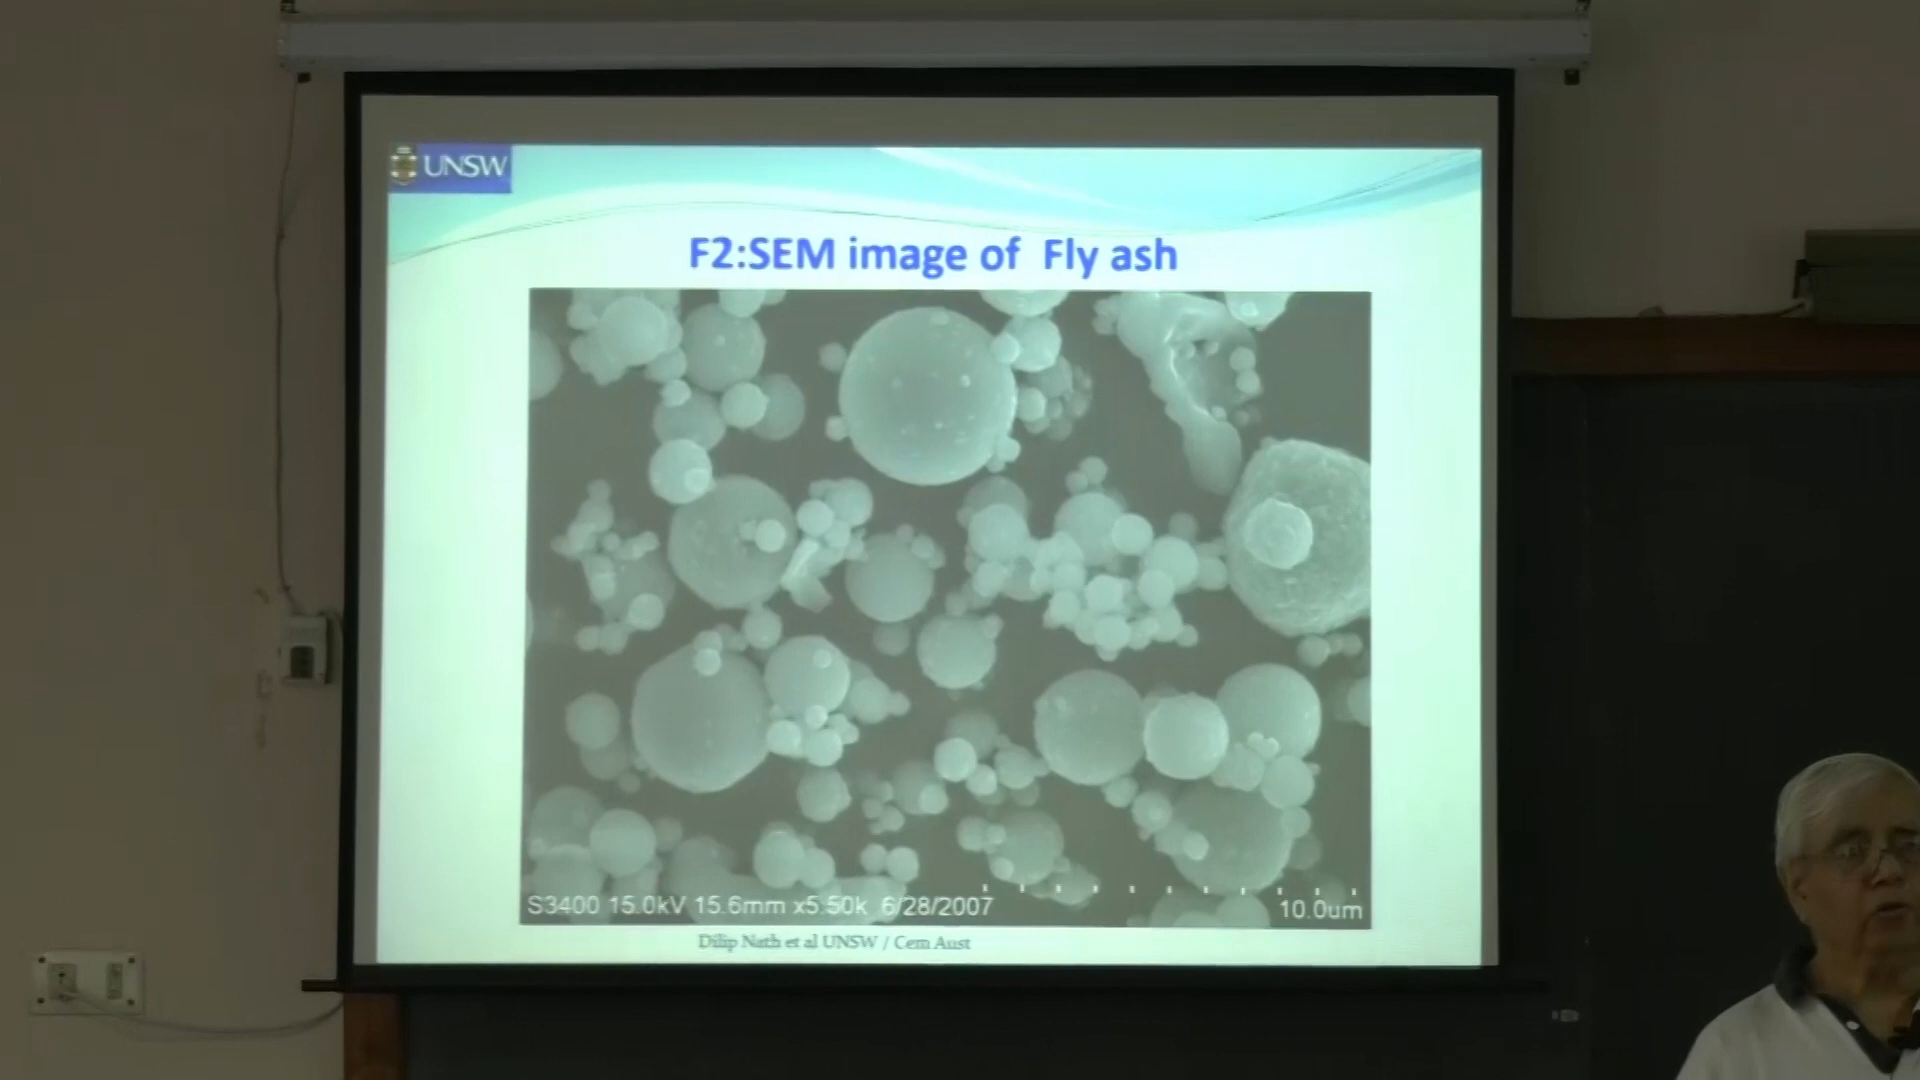 UNSW
F2:SEM image of Fly ash
S3400 15.0kV 15.6mm x5.50k 6/28/2007
10.0um
Dilip Nath et al UNSW / Cem Aust